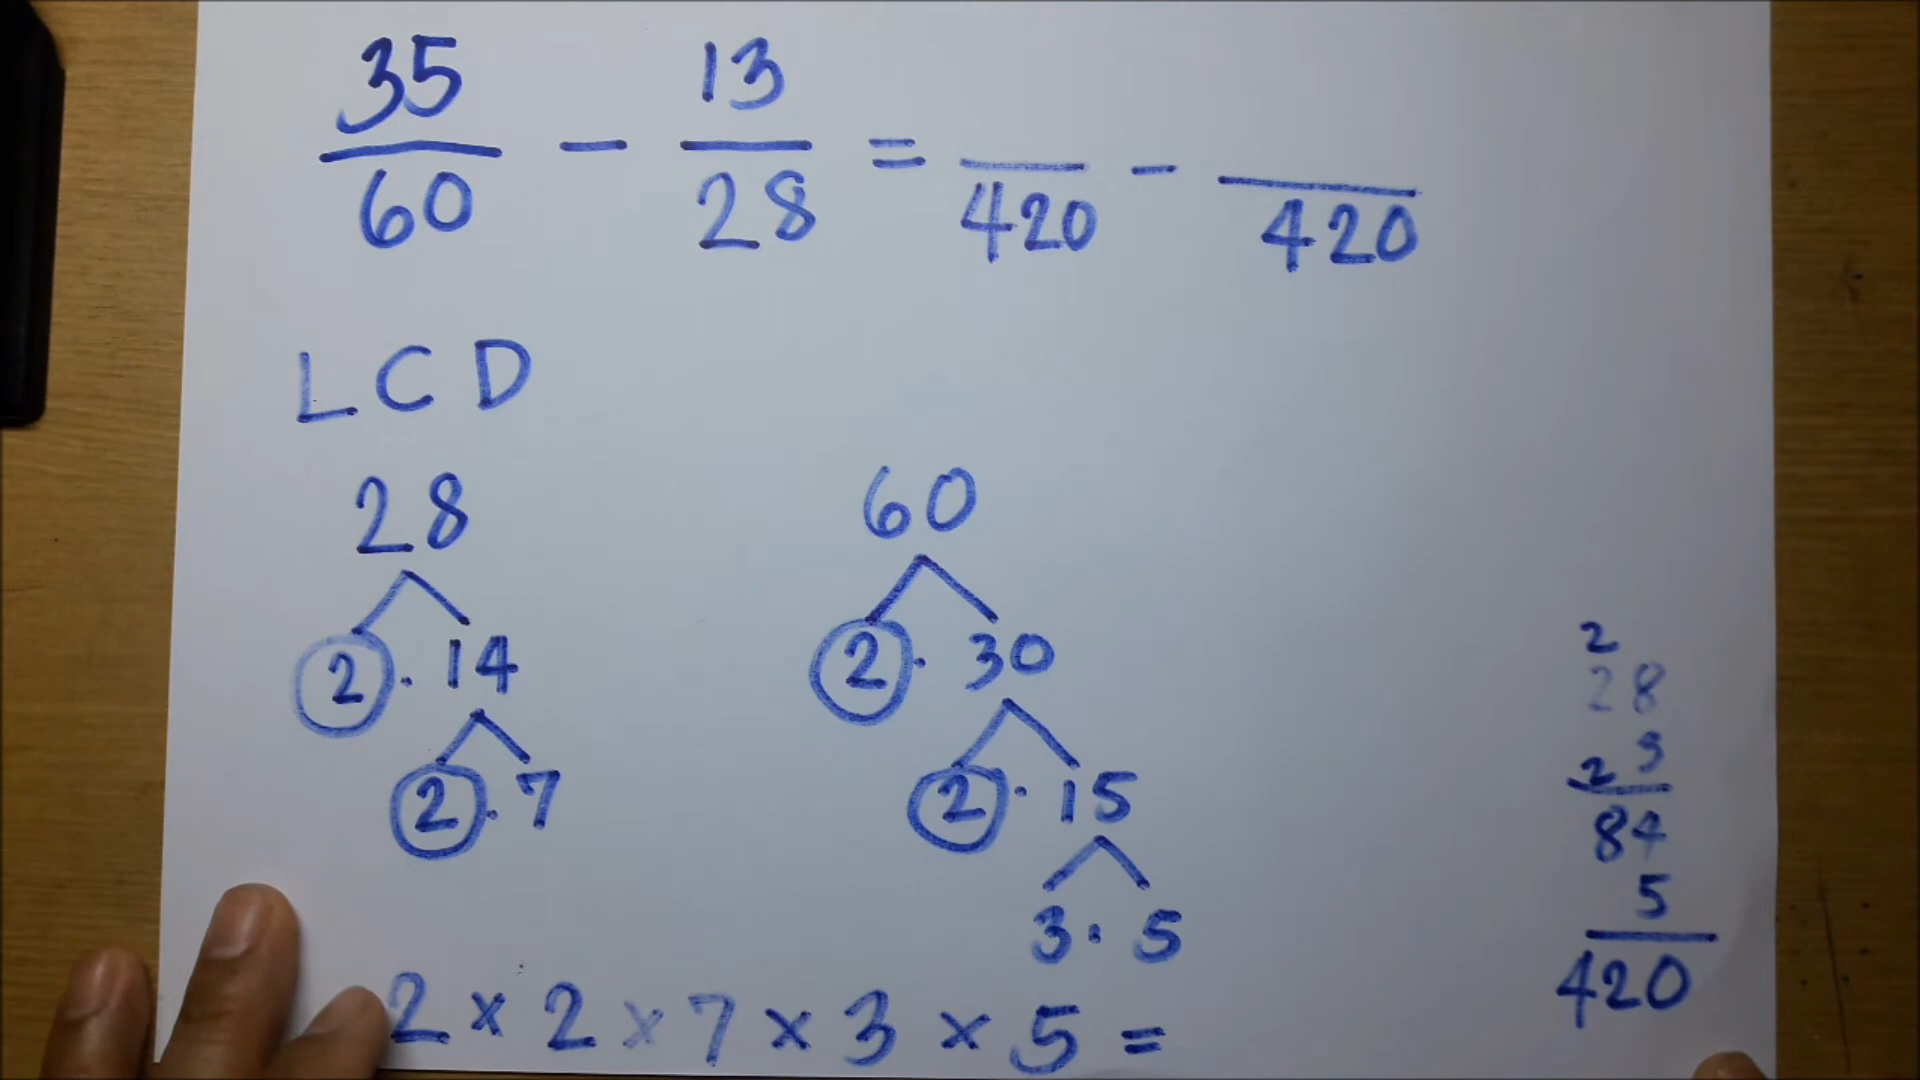 35/60 - 13/28 = /420 - /420
LCD
28 60
2 . 14 2 . 30
2 . 7 2 . 15
3 . 5
2 x 2 x 7 x 3 x 5 =
2
28
2 3
84
5
420